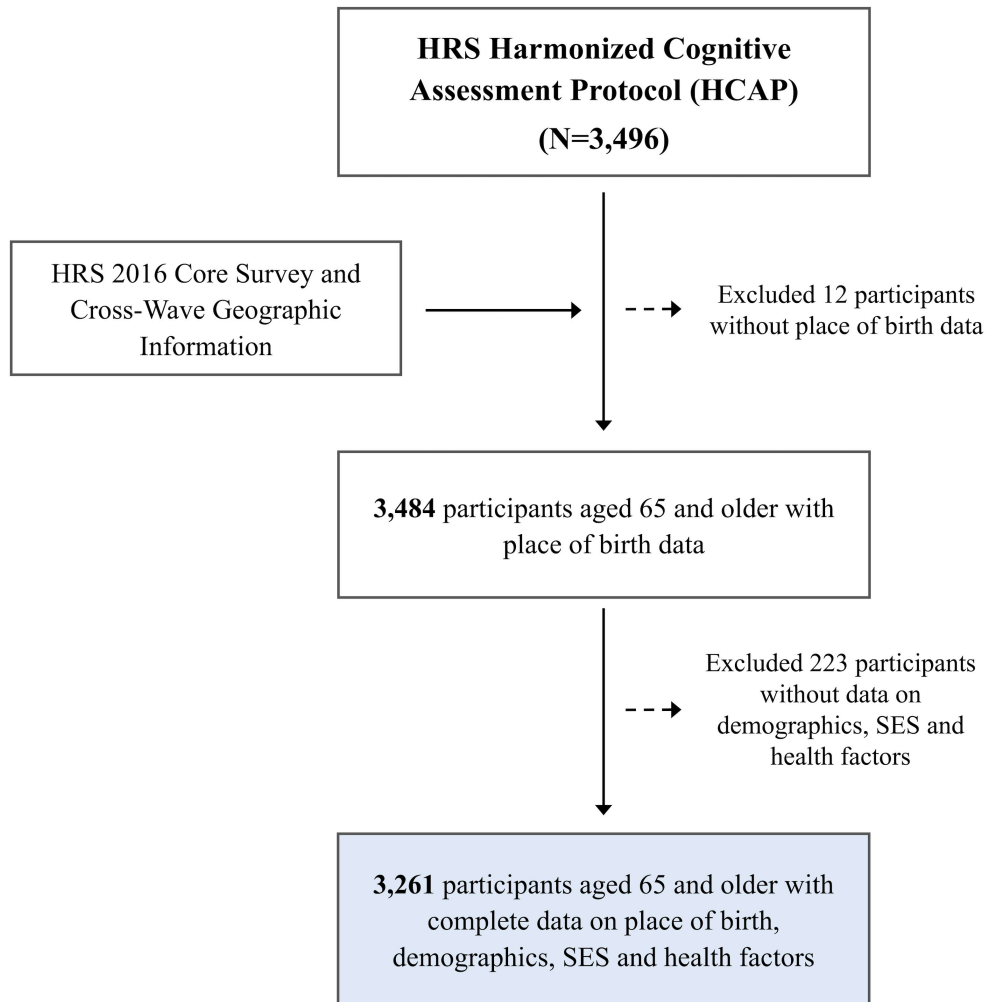 HRS Harmonized Cognitive
Assessment Protocol (HCAP)
(N=3,496)
HRS 2016 Core Survey and
Cross-Wave Geographic
Information
Excluded 12 participants
without place of birth data
3,484 participants aged 65 and older with
place of birth data
Excluded 223 participants
without data on
demographics, SES and
health factors
3,261 participants aged 65 and older with
complete data on place of birth,
demographics, SES and health factors